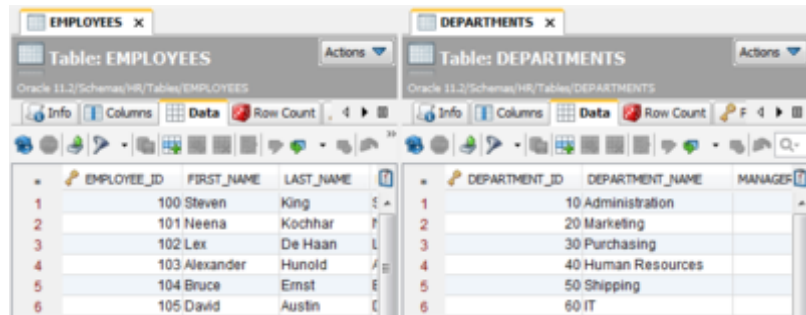 EMPLOYEES
Table: EMPLOYEES
Actions
Oracle 11.2/Schemas/HR/Tables/EMPLOYEES
Info Columns Data Row Count
EMPLOYEE_ID FIRST_NAME LAST_NAME
1 100 Steven King
2 101 Neena Kochhar
3 102 Lex De Haan
4 103 Alexander Hunold
5 104 Bruce Ernst
6 105 David Austin
DEPARTMENTS
Table: DEPARTMENTS
Actions
Oracle 11.2/Schemas/HR/Tables/DEPARTMENTS
Info Columns Data Row Count
DEPARTMENT_ID DEPARTMENT_NAME MANAGER
1 10 Administration
2 20 Marketing
3 30 Purchasing
4 40 Human Resources
5 50 Shipping
6 60 IT